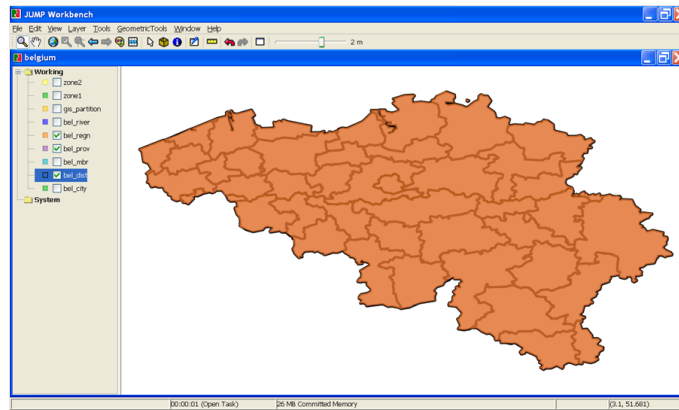 JUMP Workbench
File Edit View Layer Tools GeometricTools Window Help
2 m
belgium
Working
zone2
zone1
gis_partition
bel_river
bel_regn
bel_prov
bel_mbr
bel_dist
bel_city
System
00:00:01 (Open Task) 26 MB Committed Memory (3.1, 51.681)